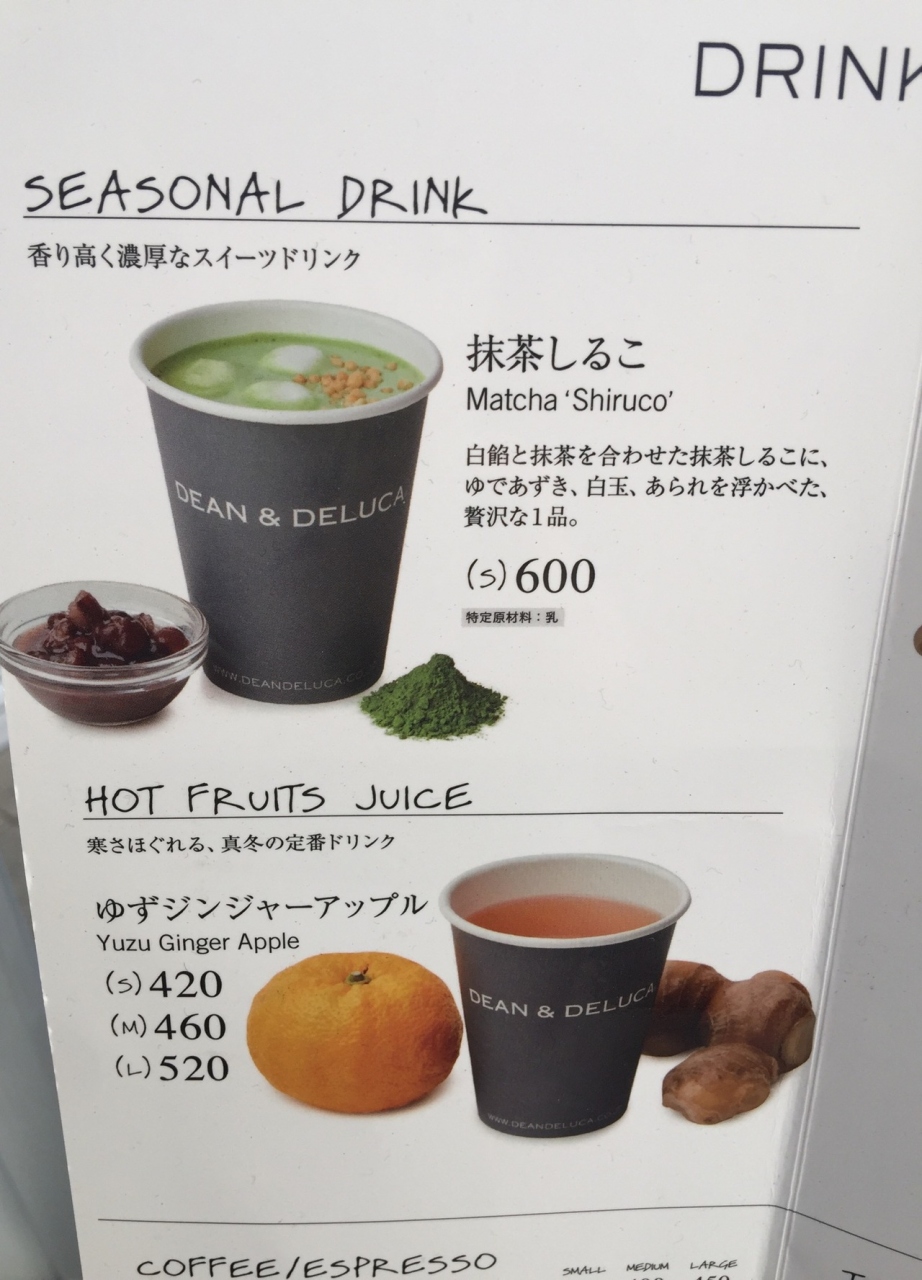 DRINK
SEASONAL DRINK
香り高く濃厚なスイーツドリンク
抹茶しるこ
Matcha ‘Shiruco’
白餡と抹茶を合わせた抹茶しるこに、
ゆであずき、白玉、あられを浮かべた、
贅沢な1品。
(S) 600
特定原材料：乳
DEAN & DELUCA
WWW.DEANDELUCA.CO
HOT FRUITS JUICE
寒さほぐれる、真冬の定番ドリンク
ゆずジンジャーアップル
Yuzu Ginger Apple
(S) 420
(M) 460
(L) 520
DEAN & DELUCA
WWW.DEANDELUCA.CO
COFFEE/ESPRESSO
SMALL MEDIUM LARGE